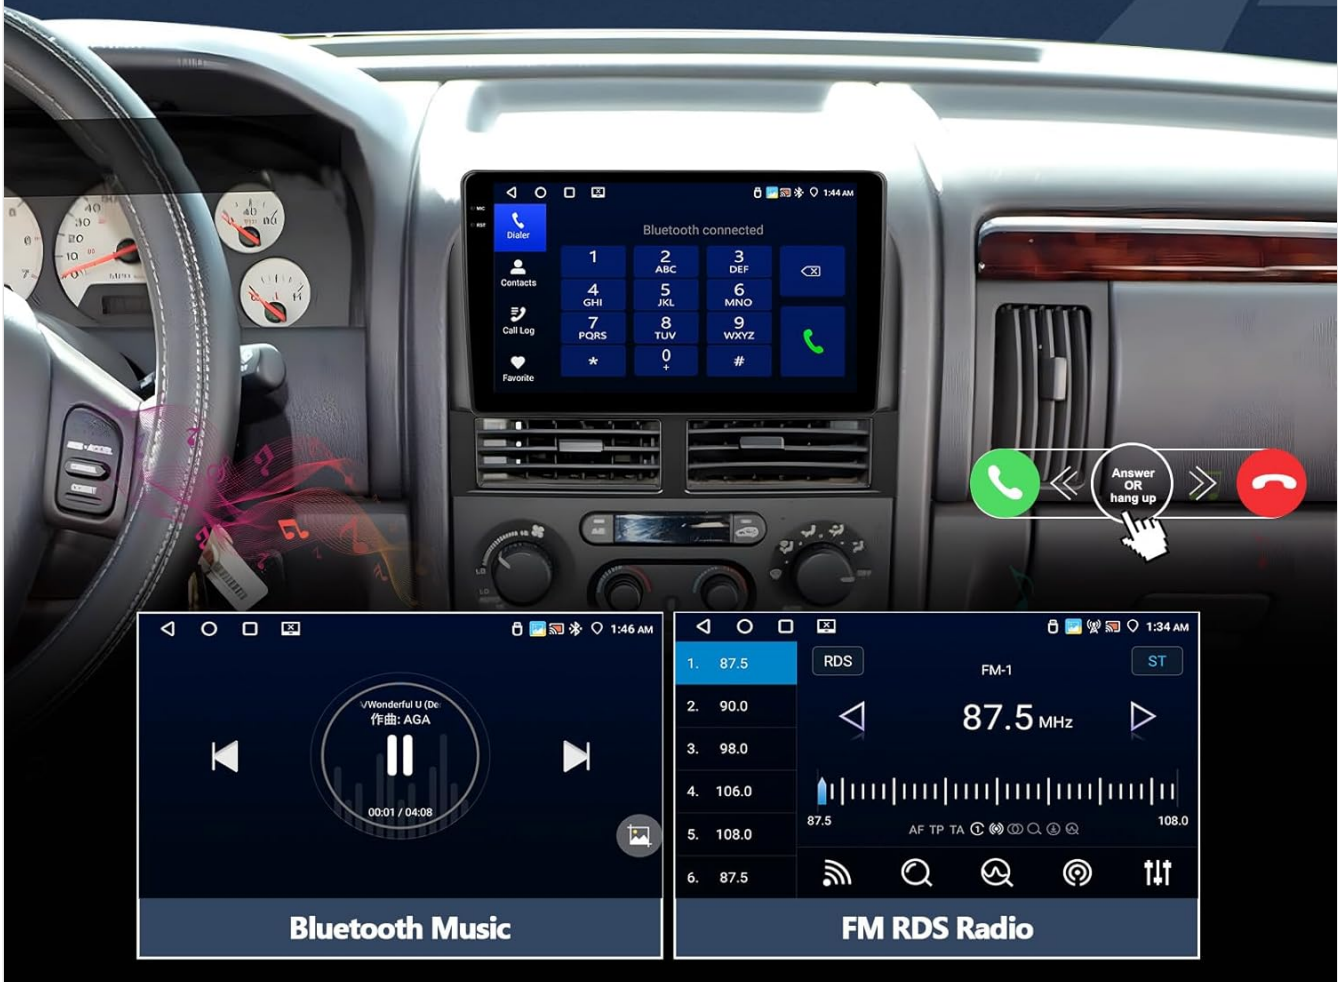 MIC
RST
1:44 AM
Dialer
Contacts
Call Log
Favorite
Bluetooth connected
1
2
ABC
3
DEF
4
GHI
5
JKL
6
MNO
7
PQRS
8
TUV
9
WXYZ
*
0
+
#
Answer
OR
hang up
1:46 AM
Wonderful U (De
作曲: AGA
00:01 / 04:08
Bluetooth Music
1:34 AM
1. 87.5
2. 90.0
3. 98.0
4. 106.0
5. 108.0
6. 87.5
RDS
FM-1
ST
87.5 MHz
87.5
108.0
AF TP TA
FM RDS Radio